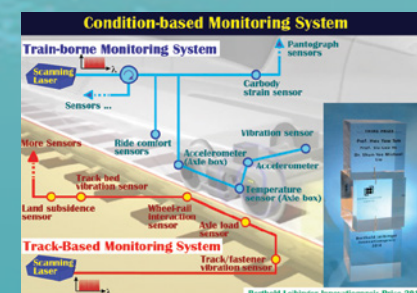 Condition-based Monitoring System
Train-borne Monitoring System
Pantograph
sensors
Scanning
Laser
λ
Sensors ...
Carbody
strain sensor
Ride comfort
sensors
Vibration sensor
More Sensors
Accelerometer
(Axle box)
Accelerometer
Track bed
vibration sensor
Temperature
sensor (Axle box)
Land subsidence
sensor
Wheel-rail
interaction
sensor
Axle load
sensor
Track-Based Monitoring System
Scanning
Laser
λ
Track/fastener
vibration sensor